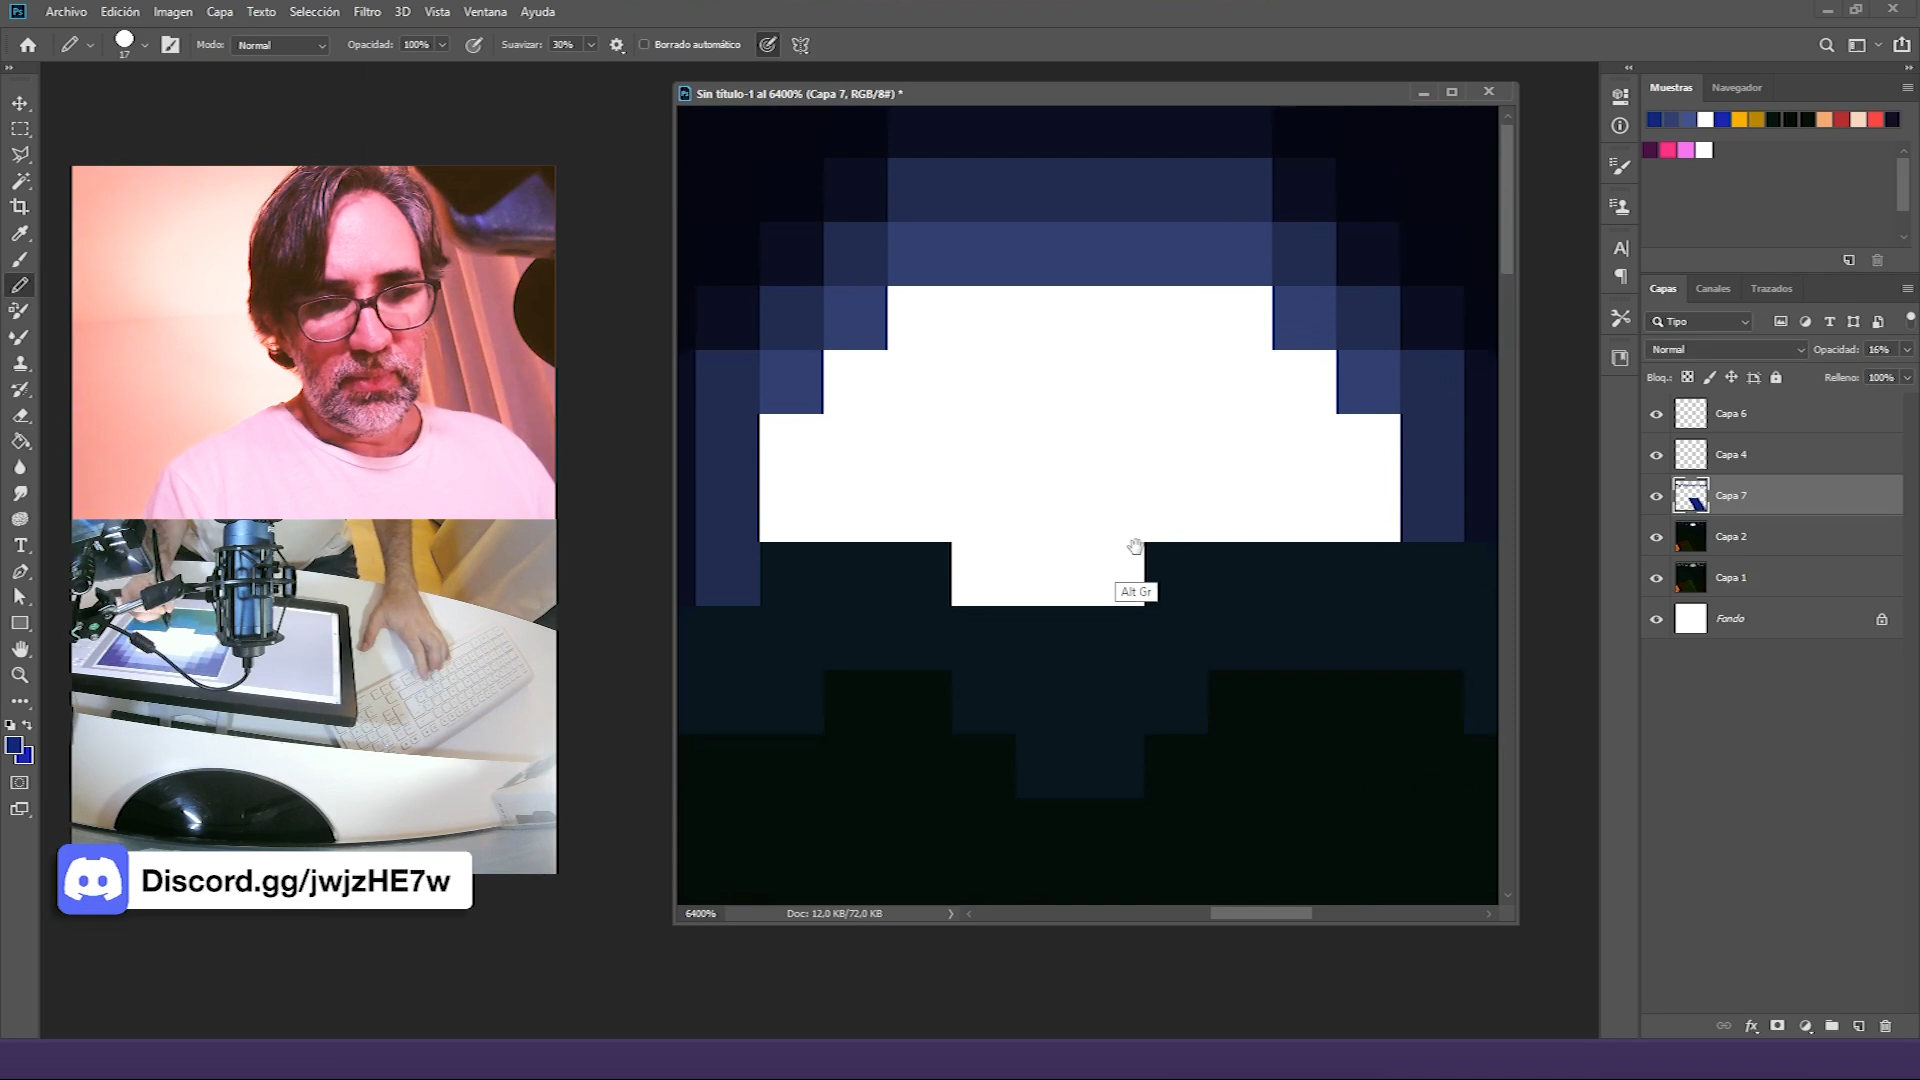 Ps Archivo Edición Imagen Capa Texto Selección Filtro 3D Vista Ventana Ayuda
17 Modo: Normal Opacidad: 100% Suavizar: 30% Borrado automático
Sin título-1 al 6400% (Capa 7, RGB/8#) *
Alt Gr
6400% Doc: 12,0 KB/72,0 KB
Discord.gg/jwjzHE7w
Muestras Navegador
Capas Canales Trazados
Tipo
Normal Opacidad: 16%
Bloq.: Relleno: 100%
Capa 6
Capa 4
Capa 7
Capa 2
Capa 1
Fondo